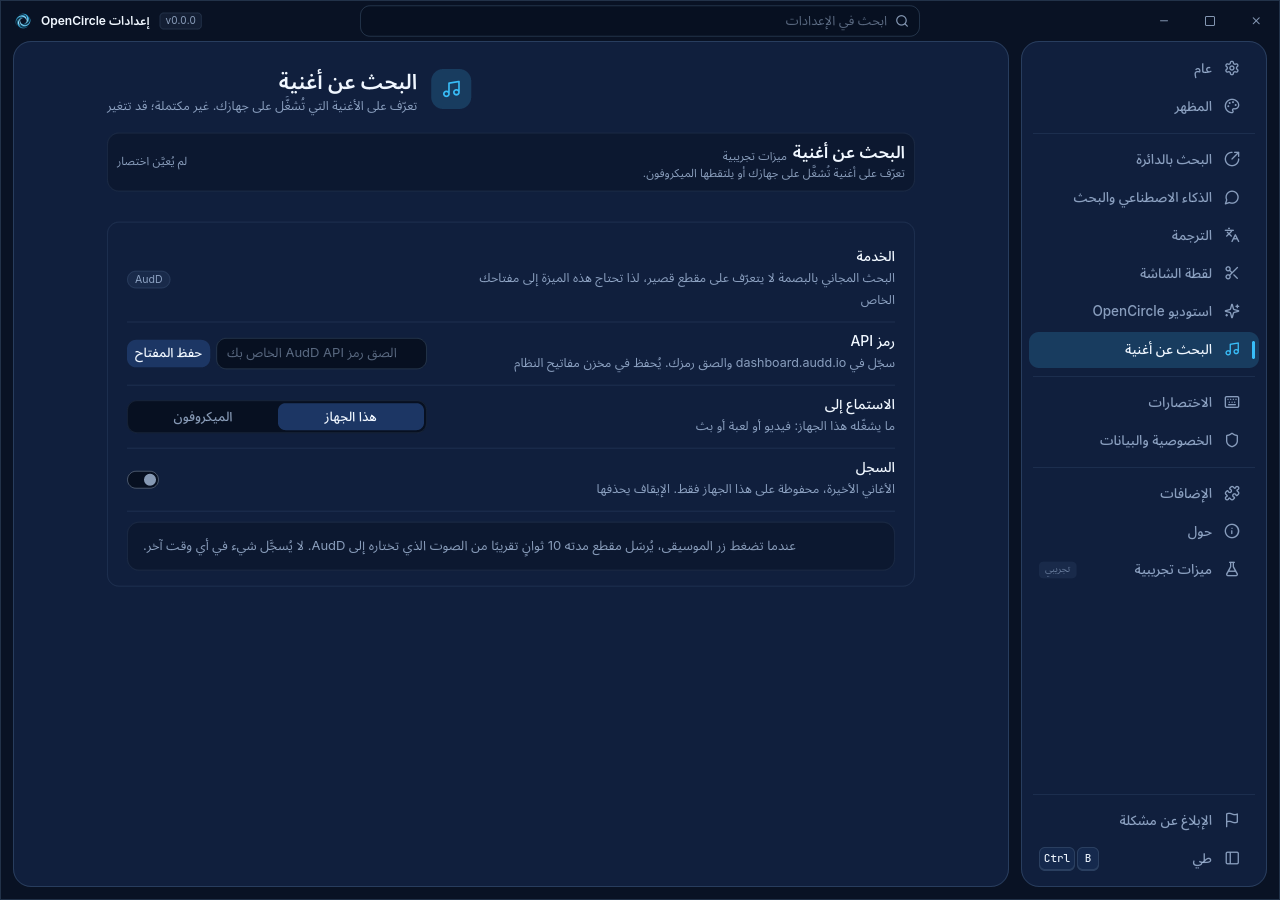 إعدادات OpenCircle
v0.0.0
ابحث في الإعدادات
عام
المظهر
البحث بالدائرة
الذكاء الاصطناعي والبحث
الترجمة
لقطة الشاشة
استوديو OpenCircle
البحث عن أغنية
الاختصارات
الخصوصية والبيانات
الإضافات
حول
ميزات تجريبية
تجريبي
الإبلاغ عن مشكلة
طي
Ctrl B
البحث عن أغنية
تعرّف على الأغنية التي تُشغَّل على جهازك. غير مكتملة؛ قد تتغير
البحث عن أغنية ميزات تجريبية
تعرّف على أغنية تُشغَّل على جهازك أو يلتقطها الميكروفون.
لم يُعيَّن اختصار
الخدمة
البحث المجاني بالبصمة لا يتعرّف على مقطع قصير، لذا تحتاج هذه الميزة إلى مفتاحك
الخاص
AudD
رمز API
سجّل في dashboard.audd.io والصق رمزك. يُحفظ في مخزن مفاتيح النظام
الصق رمز AudD API الخاص بك
حفظ المفتاح
الاستماع إلى
ما يشغّله هذا الجهاز: فيديو أو لعبة أو بث
هذا الجهاز
الميكروفون
السجل
الأغاني الأخيرة، محفوظة على هذا الجهاز فقط. الإيقاف يحذفها
عندما تضغط زر الموسيقى، يُرسَل مقطع مدته 10 ثوانٍ تقريبًا من الصوت الذي تختاره إلى AudD. لا يُسجَّل شيء في أي وقت آخر.